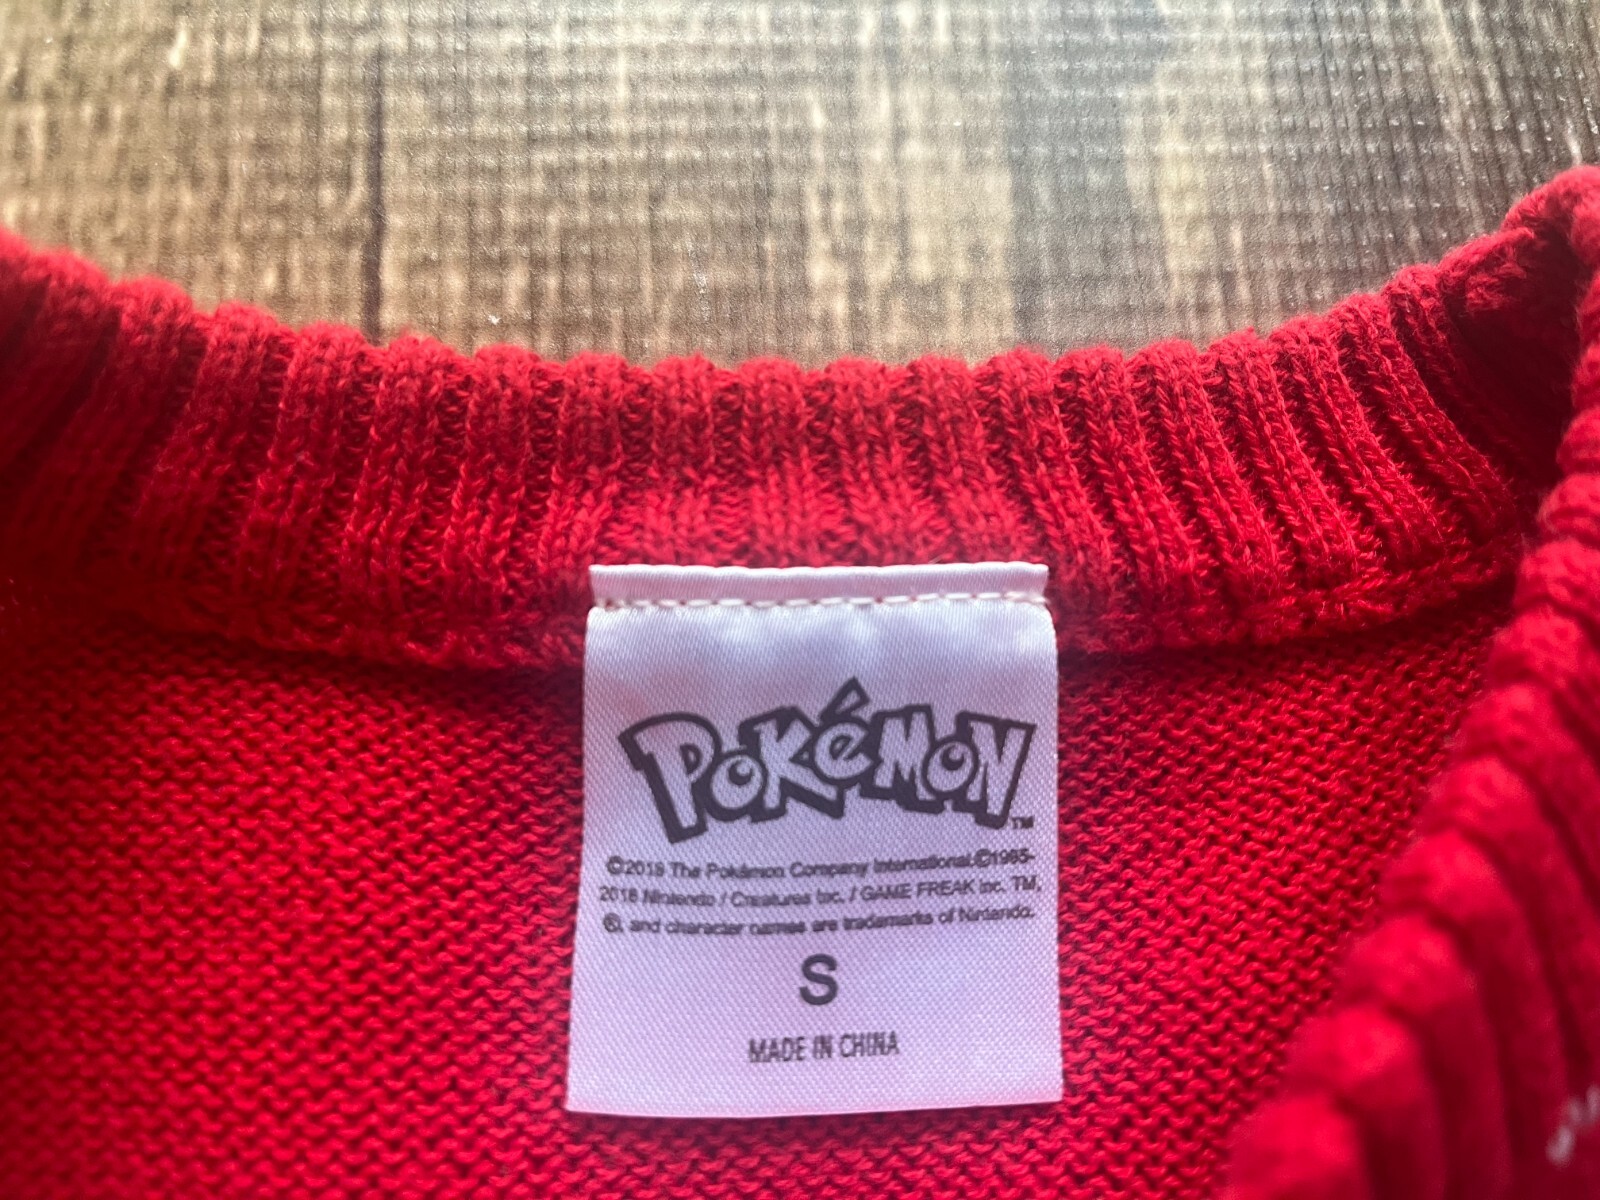 POKéMON
TM
©2018 The Pokémon Company International.©1995-
2018 Nintendo / Creatures Inc. / GAME FREAK inc. TM,
®, and character names are trademarks of Nintendo.
S
MADE IN CHINA